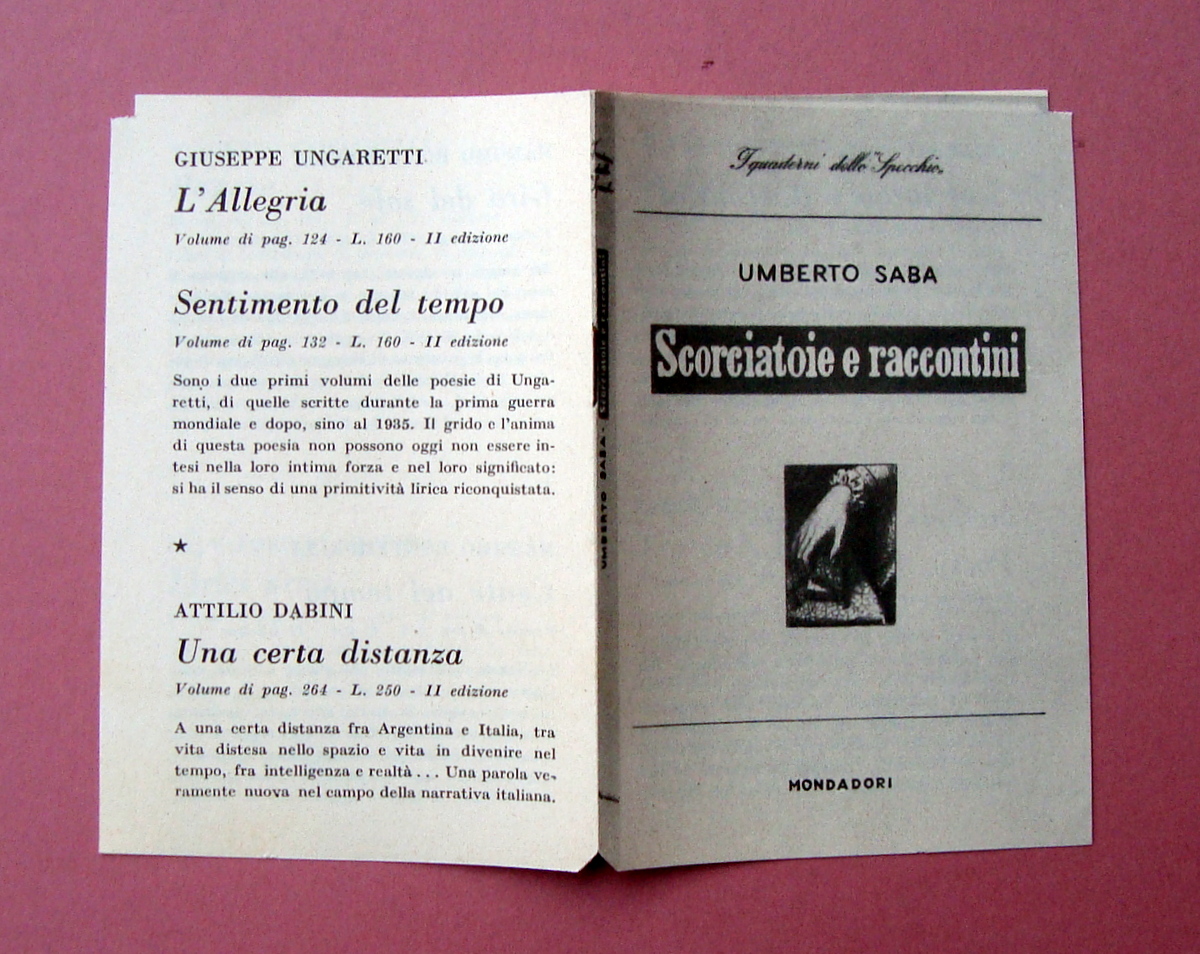 GIUSEPPE UNGARETTI
L'Allegria
Volume di pag. 124 - L. 160 - II edizione
Sentimento del tempo
Volume di pag. 132 - L. 160 - II edizione
Sono i due primi volumi delle poesie di Unga-
retti, di quelle scritte durante la prima guerra
mondiale e dopo, sino al 1935. Il grido e l'anima
di questa poesia non possono oggi non essere in-
tesi nella loro intima forza e nel loro significato:
si ha il senso di una primitività lirica riconquistata.
★
ATTILIO DABINI
Una certa distanza
Volume di pag. 264 - L. 250 - II edizione
A una certa distanza fra Argentina e Italia, tra
vita distesa nello spazio e vita in divenire nel
tempo, fra intelligenza e realtà... Una parola ve-
ramente nuova nel campo della narrativa italiana.
UMBERTO SABA · Scorciatoie e raccontini
I quaderni dello "Specchio"
UMBERTO SABA
Scorciatoie e raccontini
MONDADORI